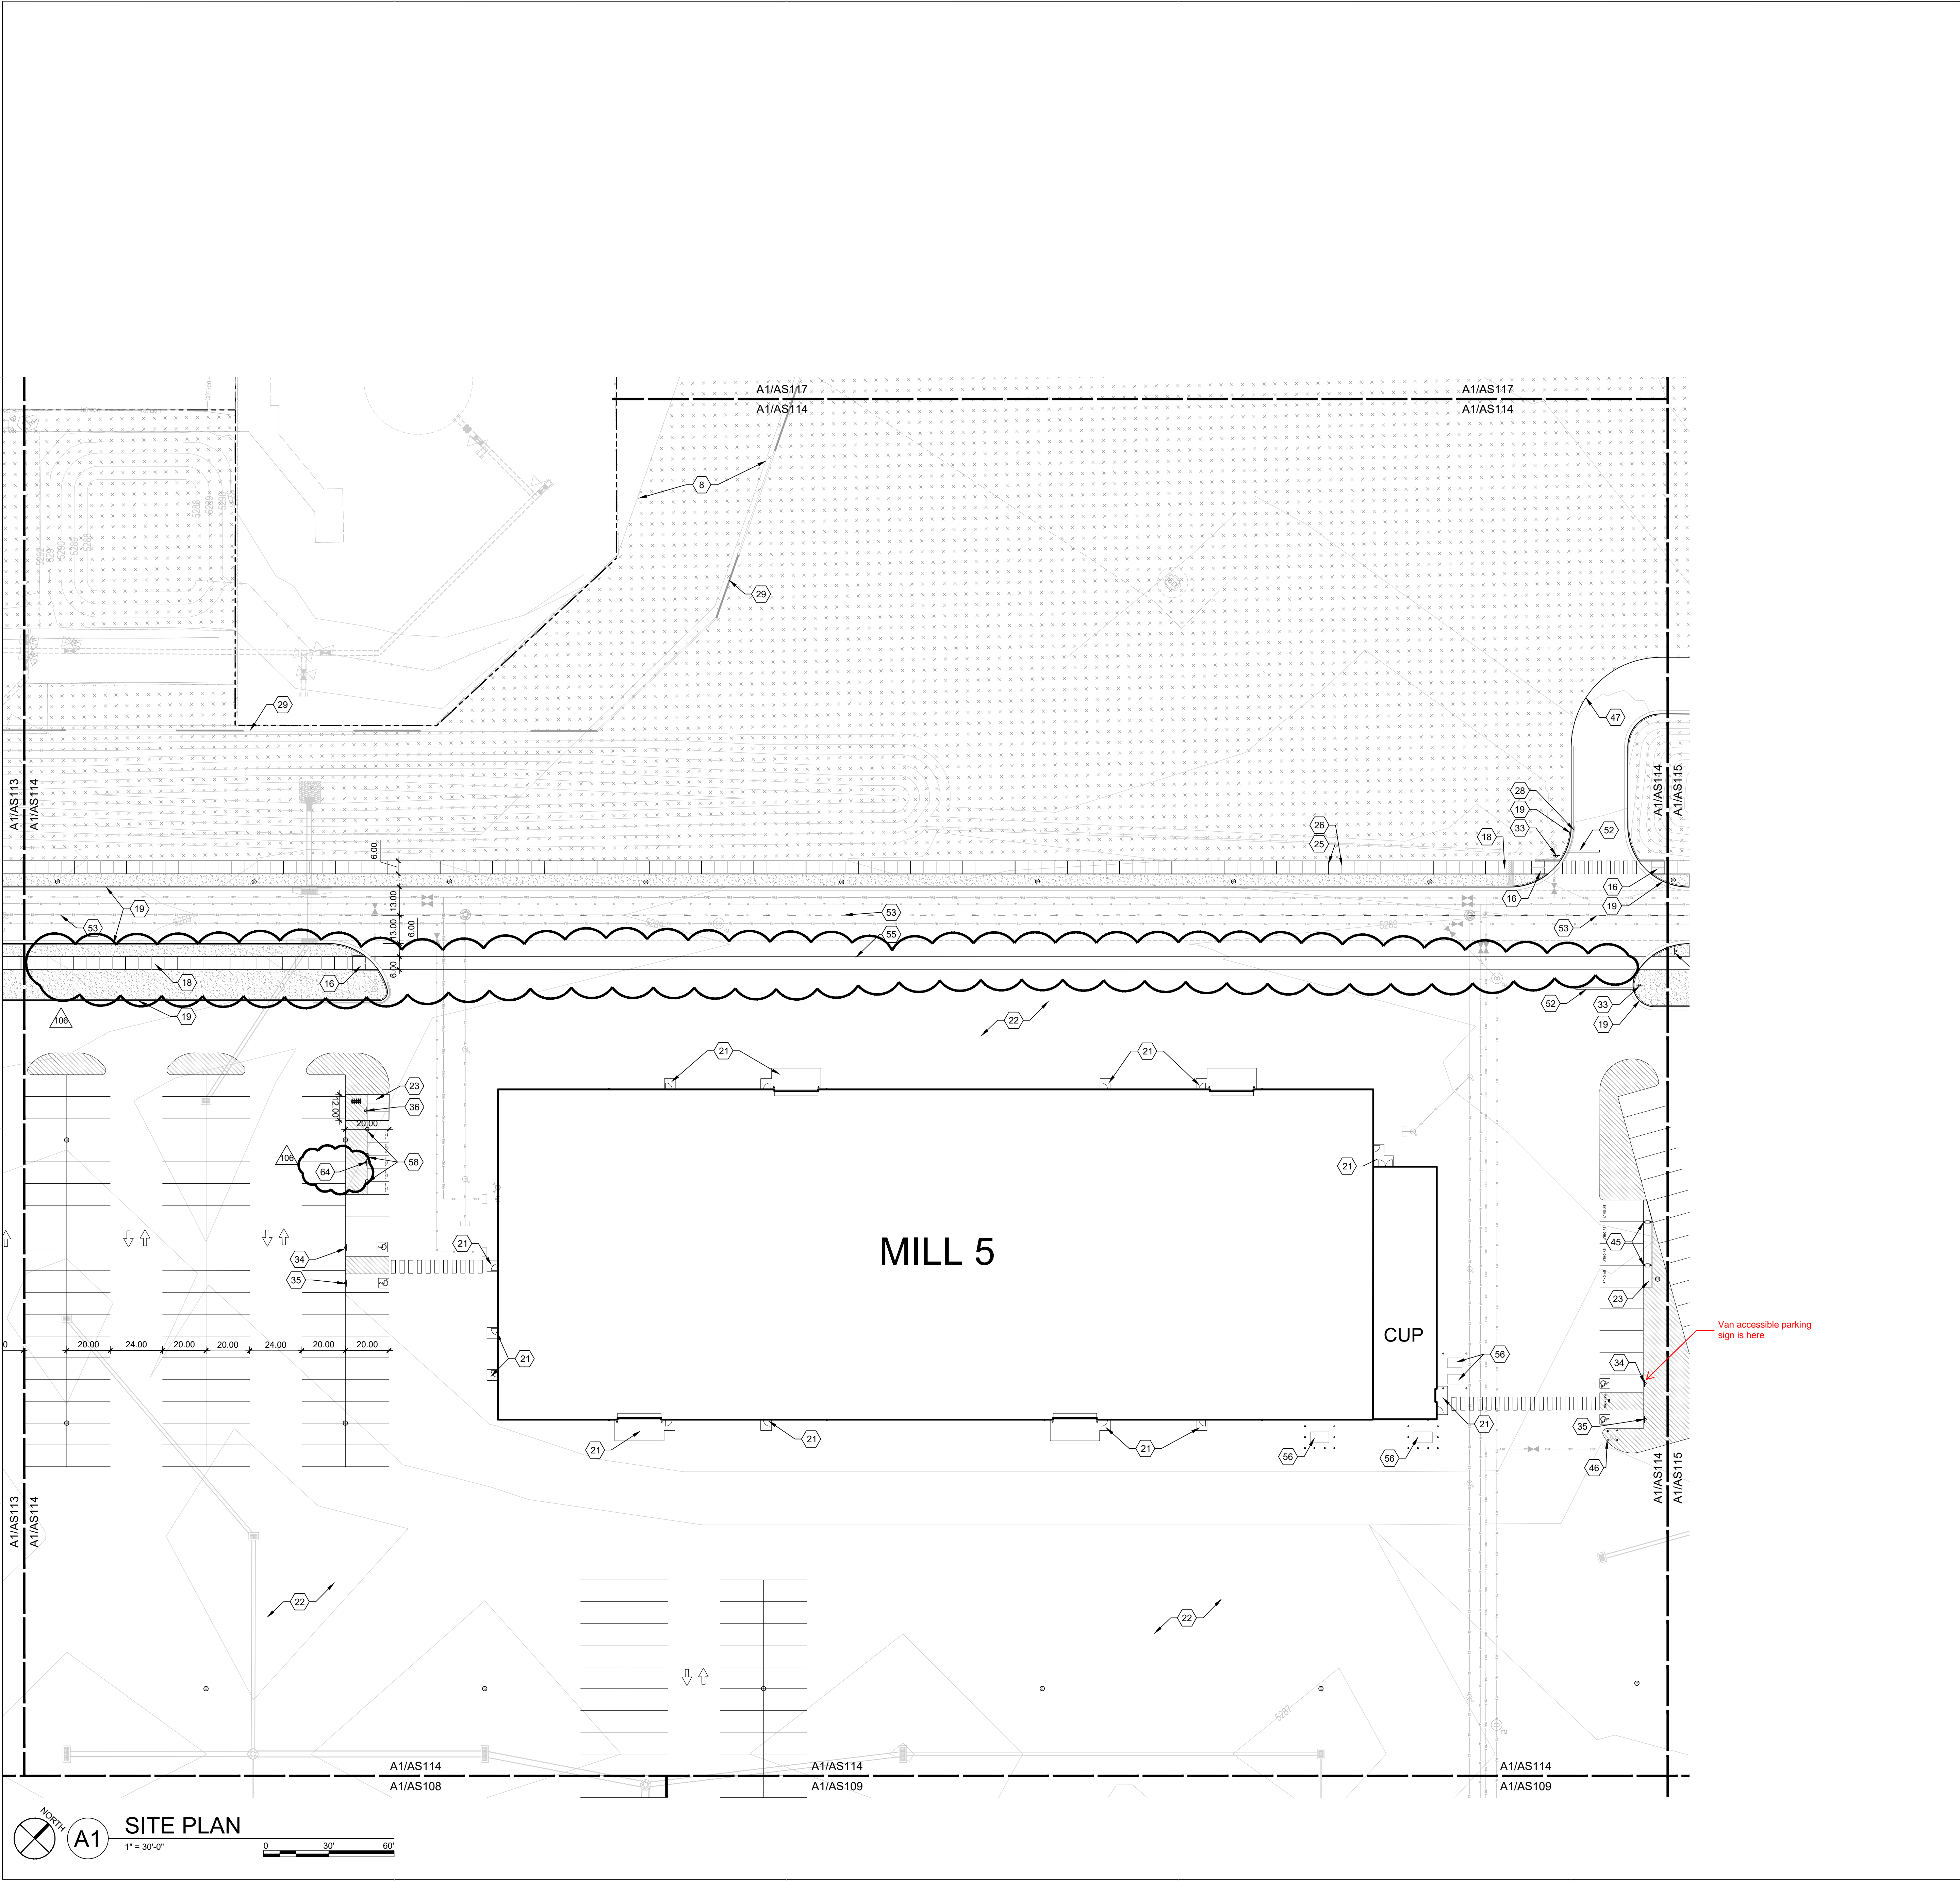 A1/AS117
A1/AS114
A1/AS117
A1/AS114
8
29
29
5289
5290
5291
5292
47
A1/AS113
A1/AS114
A1/AS114
A1/AS115
28
19
33
52
26
25
18
6.00
16
16
19
19
53
13.00
13.00
6.00
6.00
53
55
53
5289
18
16
19
106
22
52
33
19
23
36
12.00
20.00
106
64
58
21
21
21
21
34
35
MILL 5
CUP
45
23
Van accessible parking
sign is here
34
35
46
20.00
24.00
20.00
20.00
24.00
20.00
20.00
21
56
21
21
21
21
56
56
A1/AS113
A1/AS114
A1/AS114
A1/AS115
22
22
5287
A1/AS114
A1/AS108
A1/AS114
A1/AS109
A1/AS114
A1/AS109
NORTH
A1
SITE PLAN
1" = 30'-0"
0 30' 60'